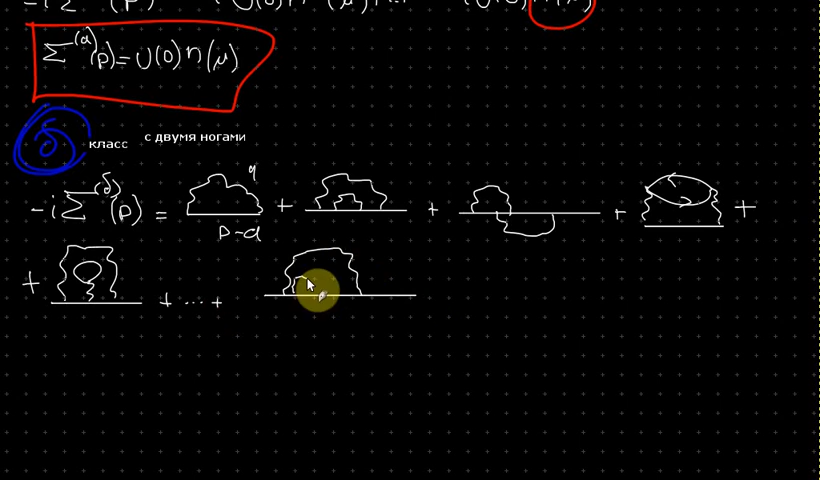 Σ^(a)(p) = U(0) n(μ)
б класс с двумя ногами
-iΣ^(б)(p) = q + + + +
p-q
+ + ... +